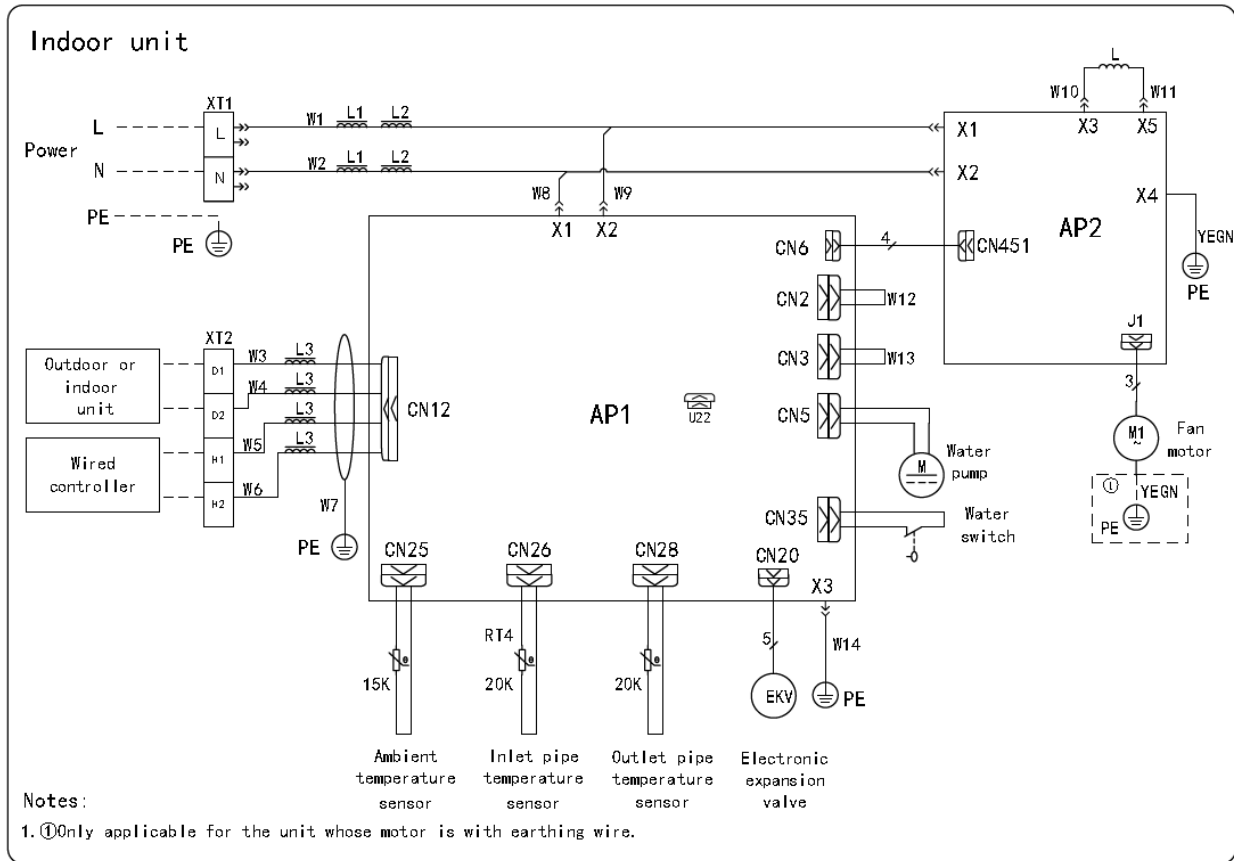 Indoor unit
L
W10
W11
XT1
L
L
W1
L1
L2
X1
X3
X5
Power
N
N
W2
L1
L2
X2
W8
W9
X4
PE
PE
X1
X2
AP2
CN6
4
CN451
YEGN
PE
CN2
W12
J1
XT2
Outdoor or
indoor
unit
D1
W3
L3
CN3
W13
D2
W4
L3
CN12
AP1
U22
CN5
3
Wired
controller
H1
W5
L3
M1
~
Fan
motor
H2
W6
L3
M
Water
pump
①
YEGN
PE
W7
PE
CN35
Water
switch
CN25
CN26
CN28
CN20
X3
RT4
5
W14
15K
20K
20K
EKV
PE
Ambient
temperature
sensor
Inlet pipe
temperature
sensor
Outlet pipe
temperature
sensor
Electronic
expansion
valve
Notes:
1. ①Only applicable for the unit whose motor is with earthing wire.